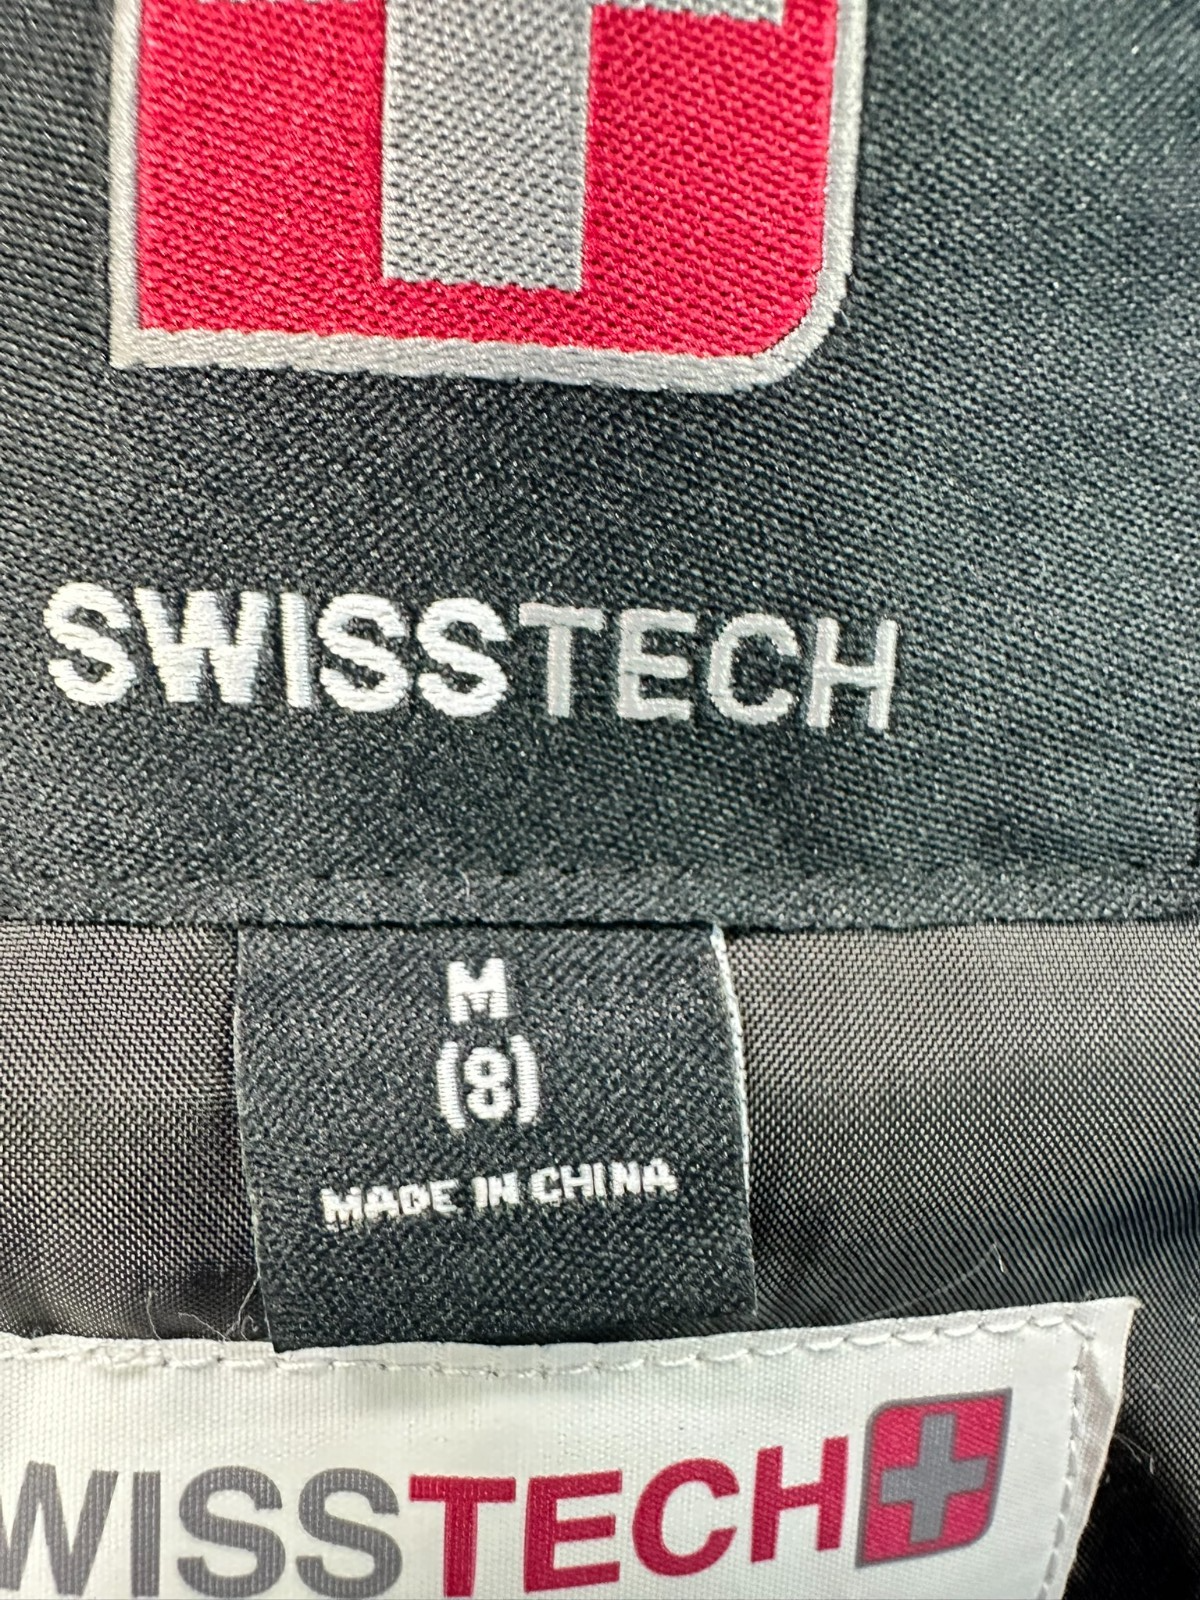 SWISSTECH
M
(8)
MADE IN CHINA
WISSTECH